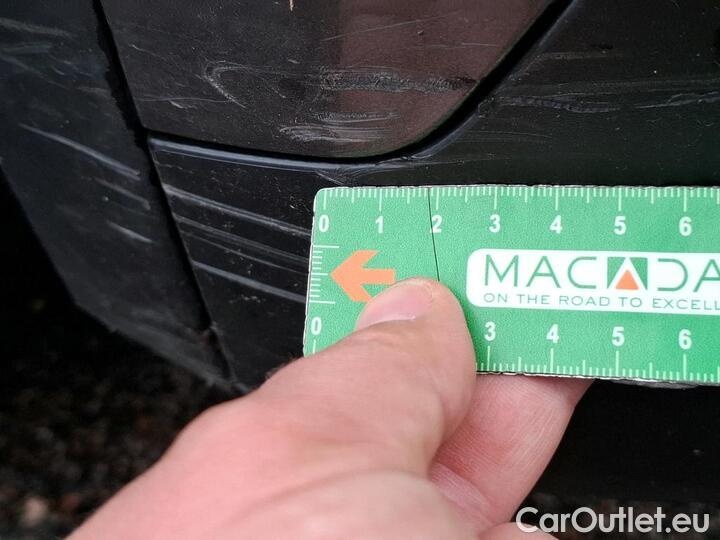 0 1 2 3 4 5 6
MACADA
ON THE ROAD TO EXCELL
0 3 4 5 6
CarOutlet.eu